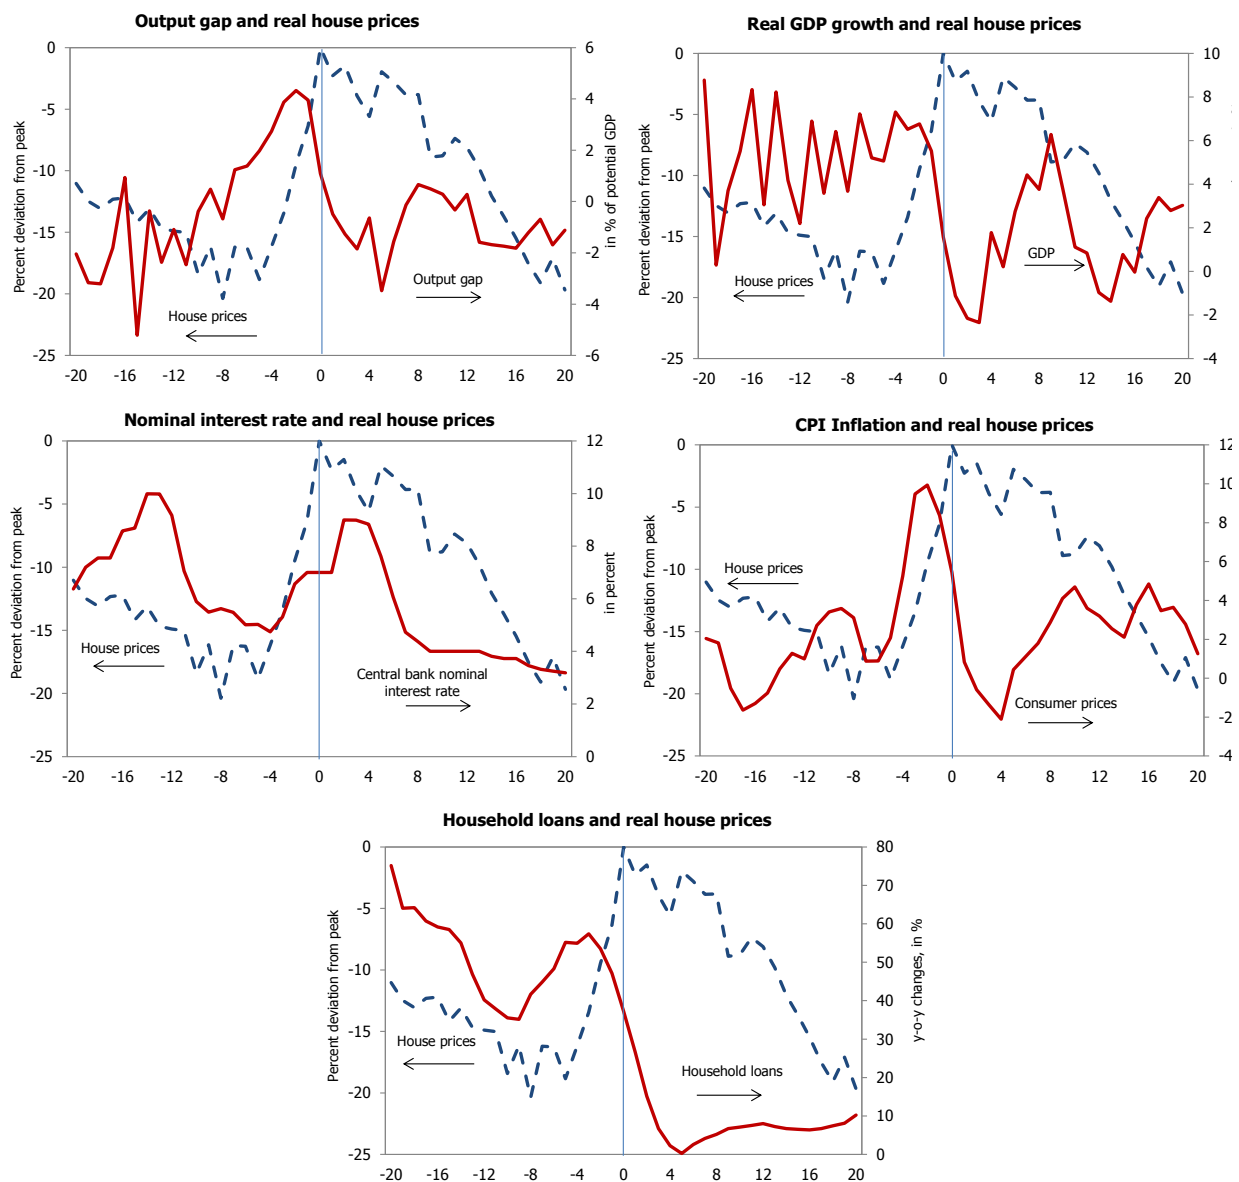 Output gap and real house prices
Percent deviation from peak
0
-5
-10
-15
-20
-25
6
4
2
0
-2
-4
-6
in % of potential GDP
Output gap
House prices
-20 -16 -12 -8 -4 0 4 8 12 16 20
Real GDP growth and real house prices
Percent deviation from peak
0
-5
-10
-15
-20
-25
10
8
6
4
2
0
-2
-4
GDP
House prices
-20 -16 -12 -8 -4 0 4 8 12 16 20
Nominal interest rate and real house prices
Percent deviation from peak
0
-5
-10
-15
-20
-25
12
10
8
6
4
2
0
in percent
House prices
Central bank nominal
interest rate
-20 -16 -12 -8 -4 0 4 8 12 16 20
CPI Inflation and real house prices
Percent deviation from peak
0
-5
-10
-15
-20
-25
12
10
8
6
4
2
0
-2
-4
House prices
Consumer prices
-20 -16 -12 -8 -4 0 4 8 12 16 20
Household loans and real house prices
Percent deviation from peak
0
-5
-10
-15
-20
-25
80
70
60
50
40
30
20
10
0
y-o-y changes, in %
House prices
Household loans
-20 -16 -12 -8 -4 0 4 8 12 16 20